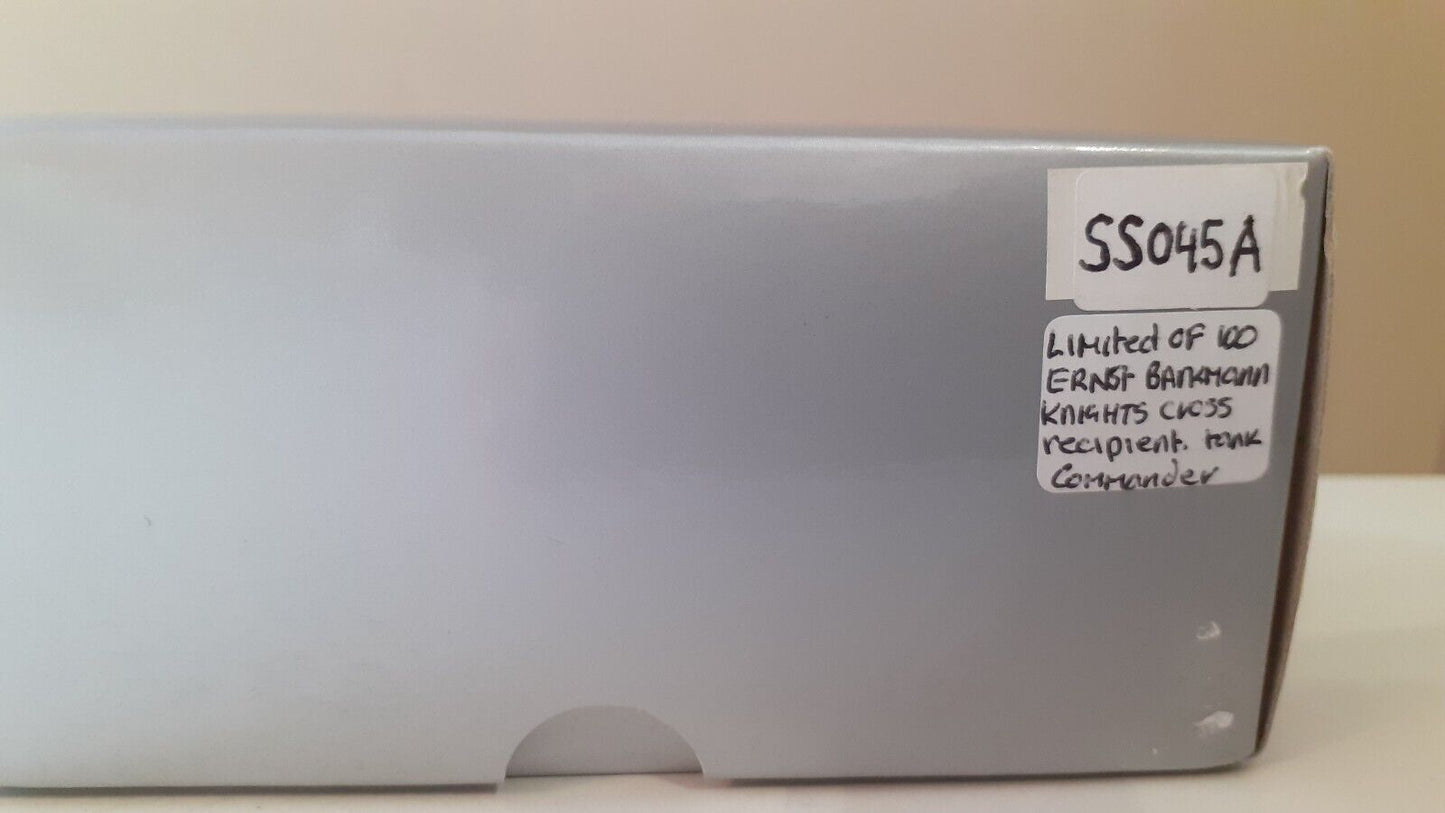 SS045A
LIMited OF 100
ERNST BARKMANN
KNIGHTS CROSS
recipient. tank
Commander